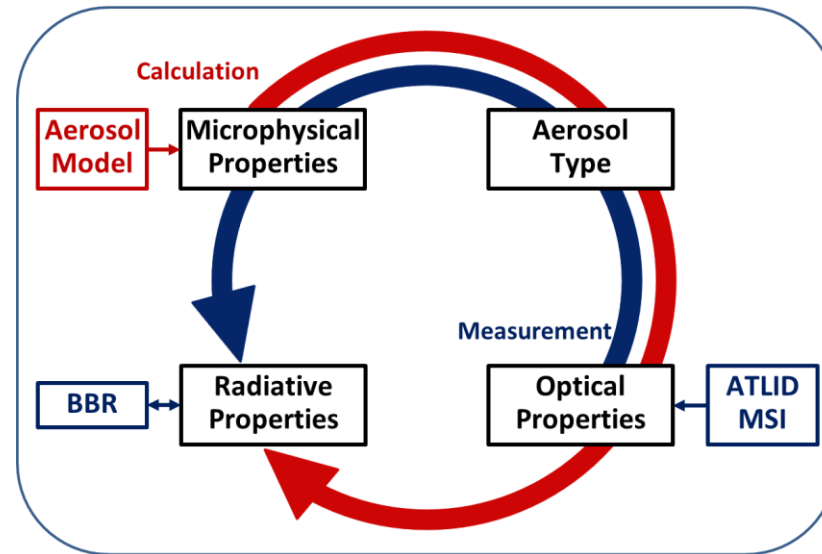 Calculation
Aerosol
Model
Microphysical
Properties
Aerosol
Type
Measurement
BBR
Radiative
Properties
Optical
Properties
ATLID
MSI